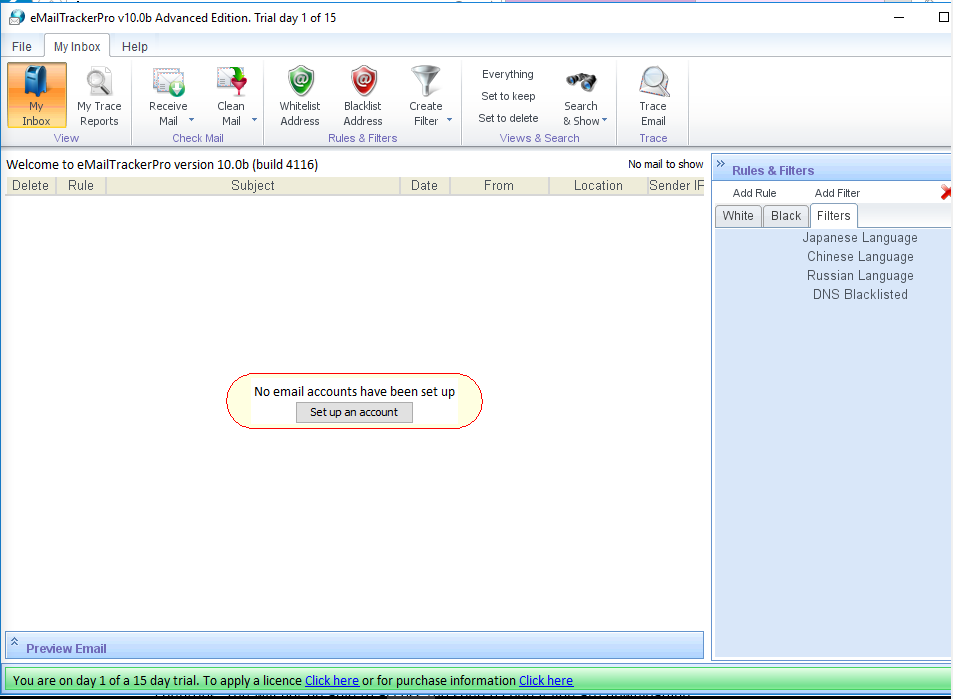 eMailTrackerPro v10.0b Advanced Edition. Trial day 1 of 15
File My Inbox Help
My Inbox
My Trace Reports
View
Receive Mail
Clean Mail
Check Mail
Whitelist Address
Blacklist Address
Create Filter
Rules & Filters
Everything
Set to keep
Set to delete
Search & Show
Views & Search
Trace Email
Trace
Welcome to eMailTrackerPro version 10.0b (build 4116)
No mail to show
Delete Rule Subject Date From Location Sender IP
No email accounts have been set up
Set up an account
Preview Email
Rules & Filters
Add Rule Add Filter
White Black Filters
Japanese Language
Chinese Language
Russian Language
DNS Blacklisted
You are on day 1 of a 15 day trial. To apply a licence Click here or for purchase information Click here